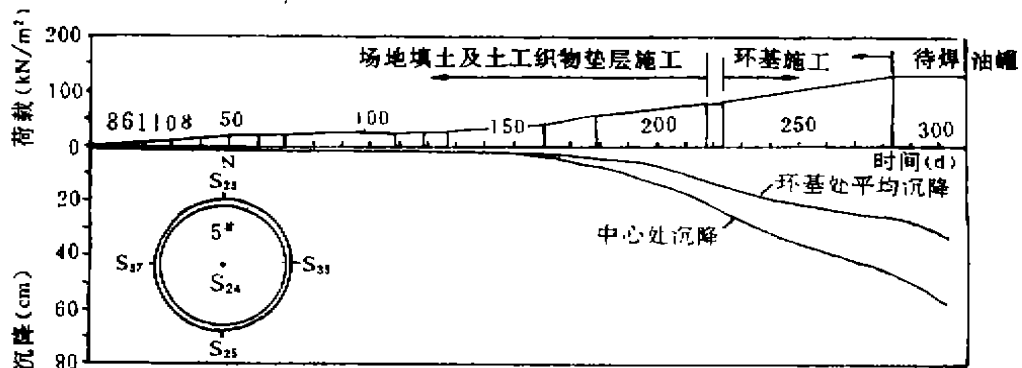 荷载(kN/m²)
200
100
0
场地填土及土工织物垫层施工
环基施工
待焊 油罐
861108
50
100
150
200
250
300
时间(d)
环基处平均沉降
中心处沉降
沉降(cm)
20
40
60
80
N
S₂₃
5#
S₃₇
S₂₄
S₃₃
S₂₅